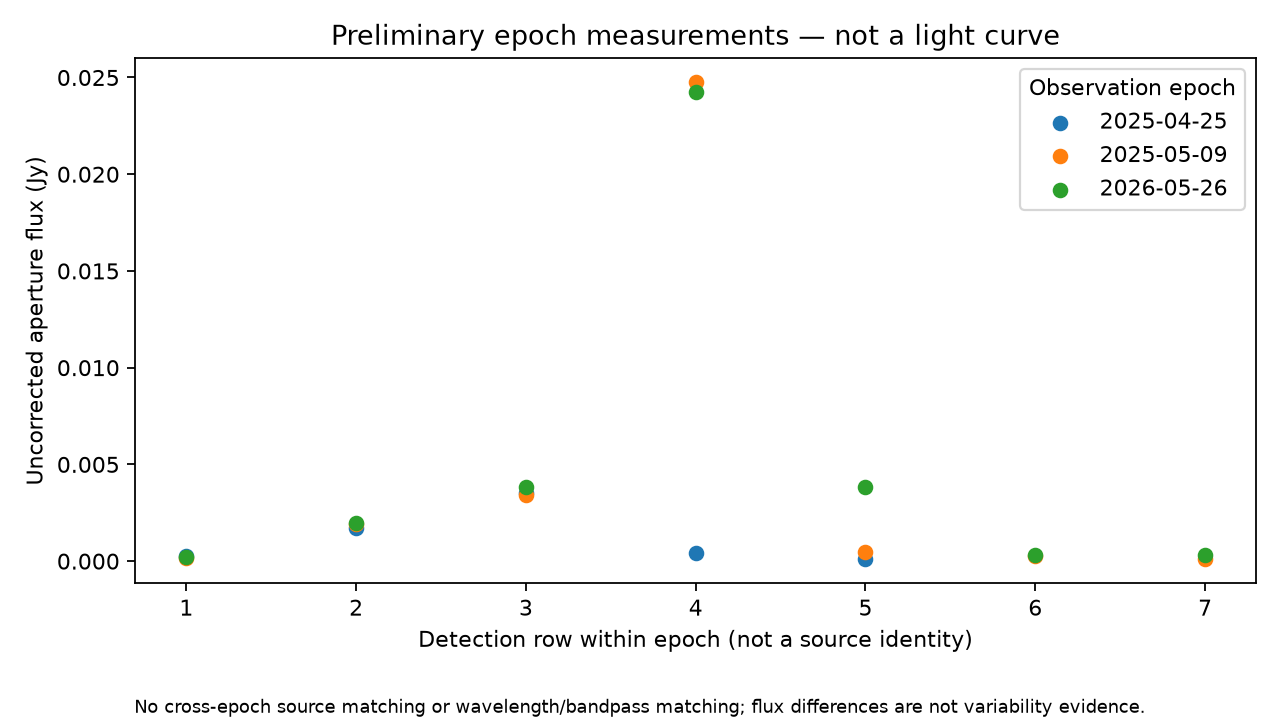 Preliminary epoch measurements — not a light curve
Uncorrected aperture flux (Jy)
0.025
0.020
0.015
0.010
0.005
0.000
Observation epoch
2025-04-25
2025-05-09
2026-05-26
1 2 3 4 5 6 7
Detection row within epoch (not a source identity)
No cross-epoch source matching or wavelength/bandpass matching; flux differences are not variability evidence.